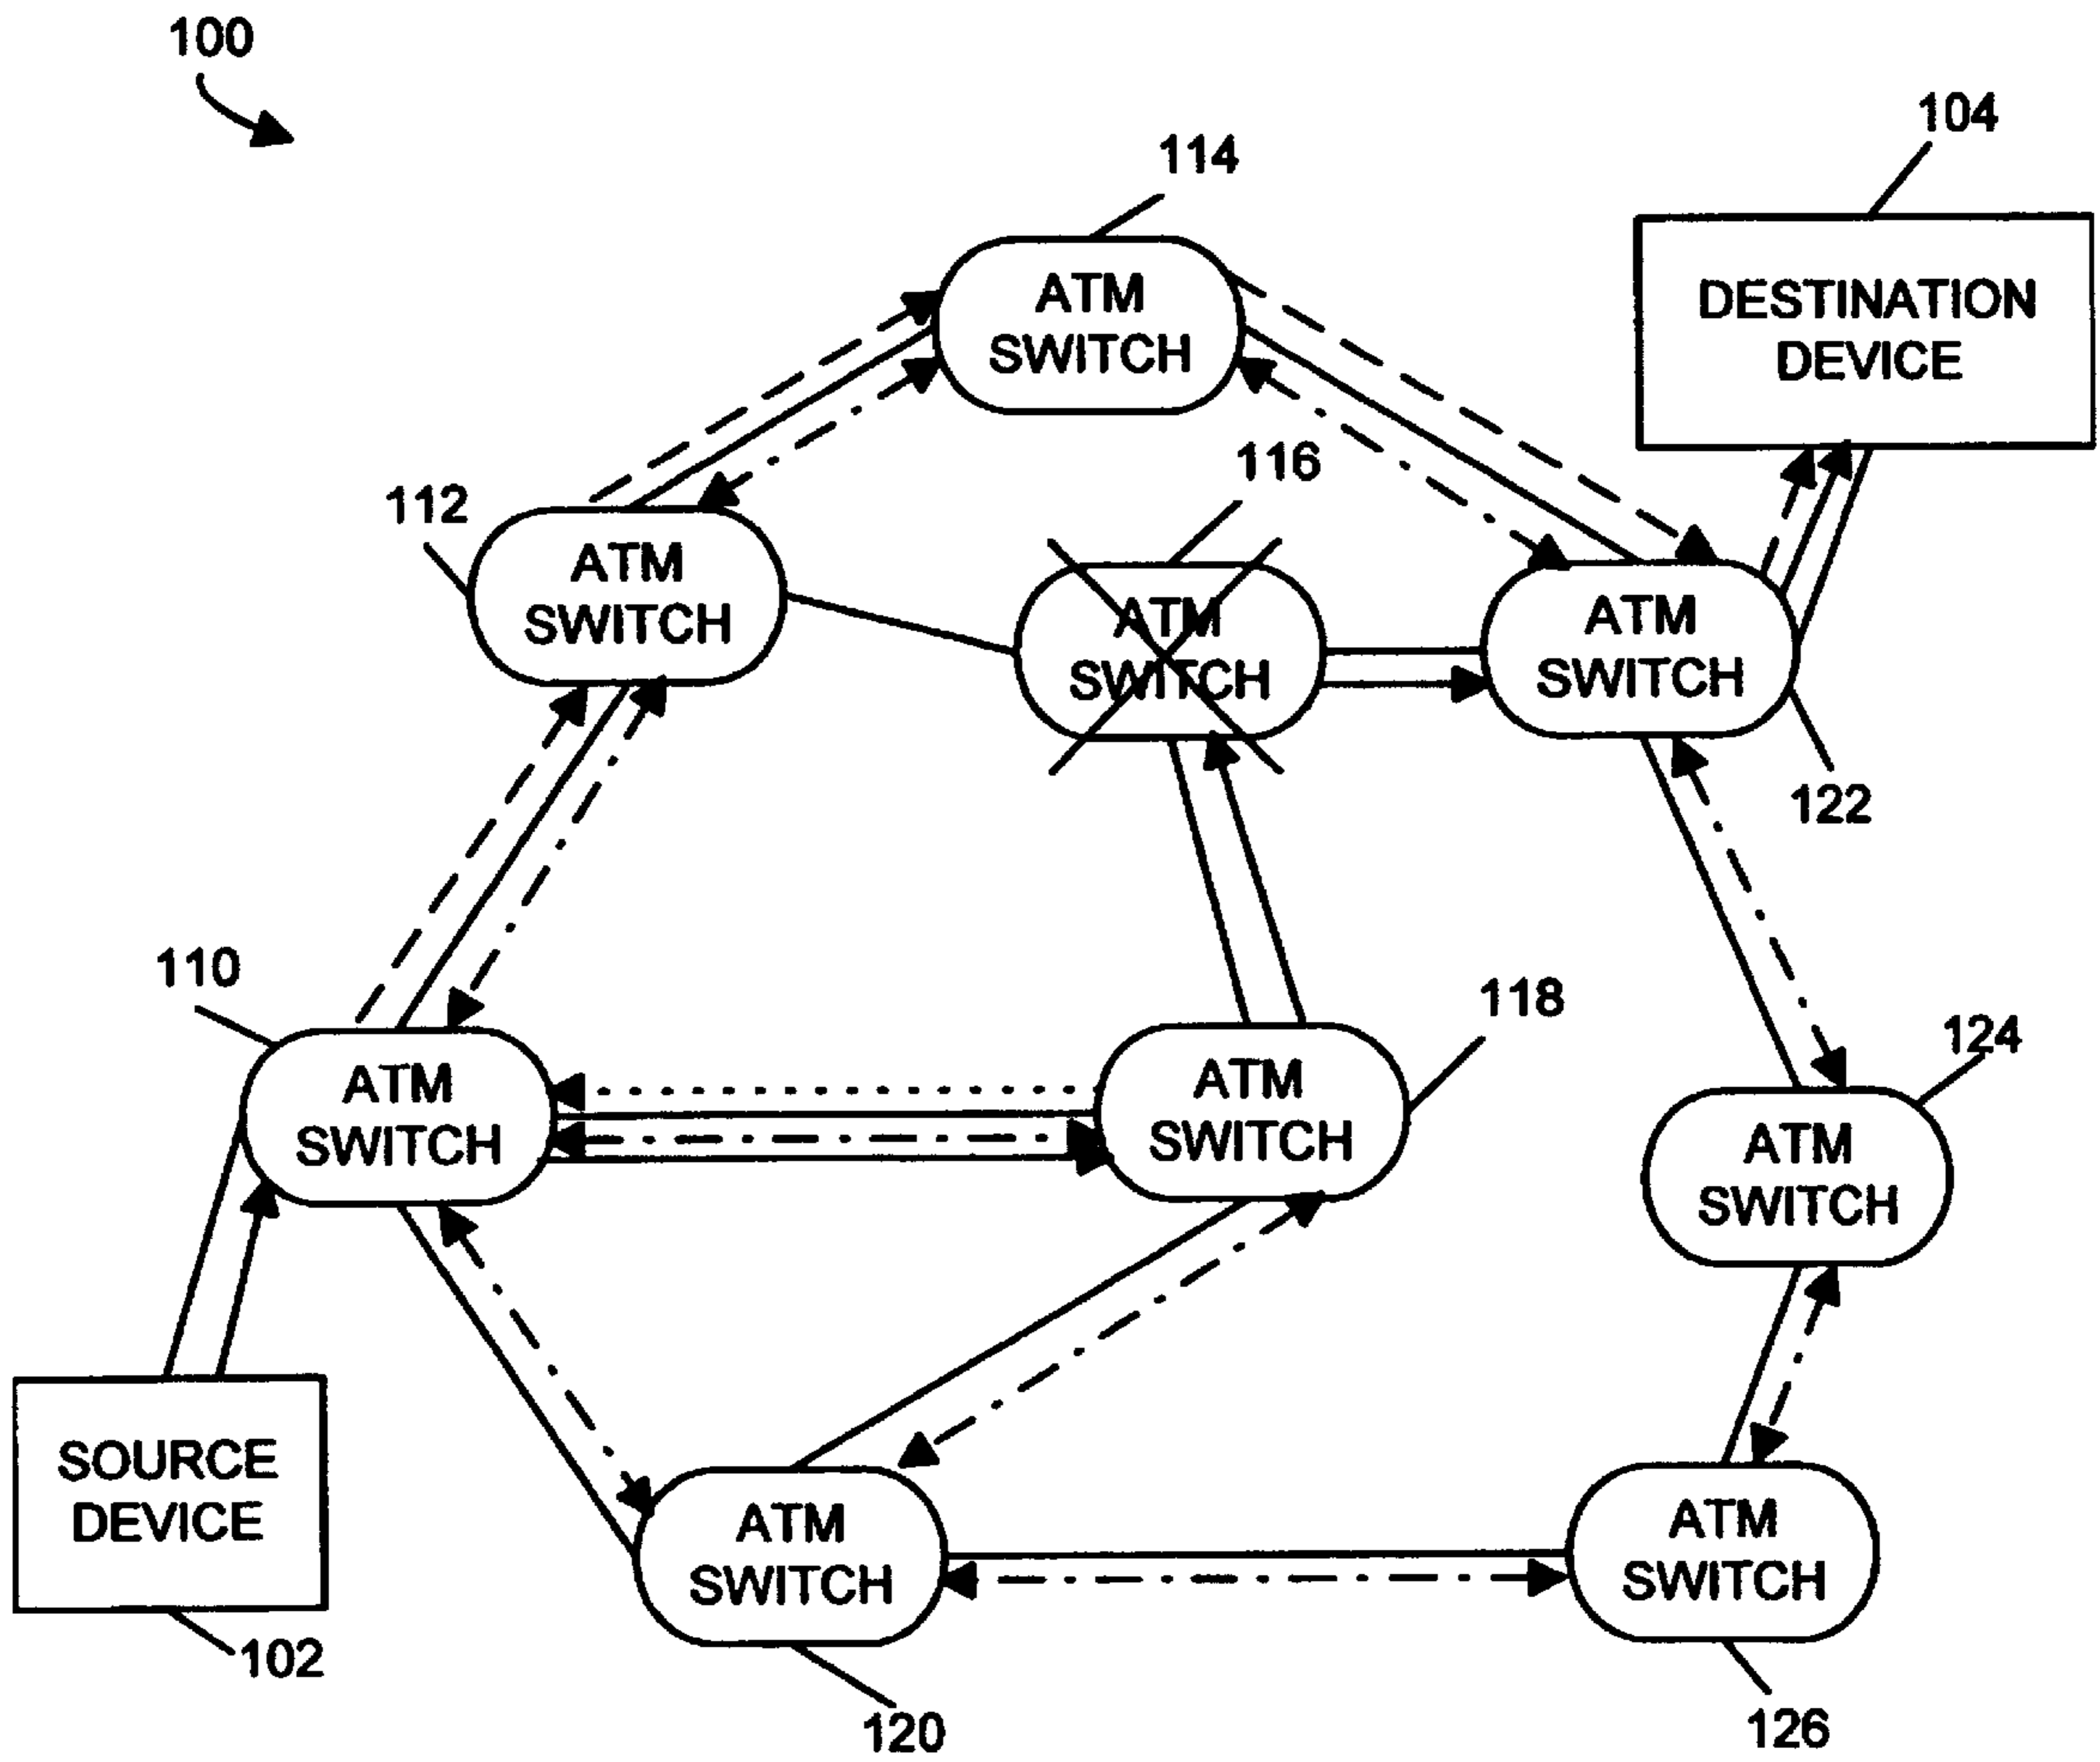 100
104
114
ATM
SWITCH
DESTINATION
DEVICE
116
112
ATM
SWITCH
ATM
SWITCH
ATM
SWITCH
122
110
118
124
ATM
SWITCH
ATM
SWITCH
ATM
SWITCH
SOURCE
DEVICE
ATM
SWITCH
ATM
SWITCH
102
120
126